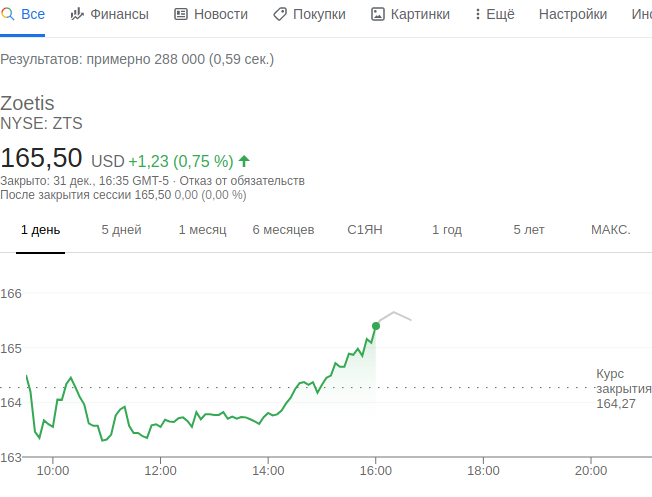 Все Финансы Новости Покупки Картинки Ещё Настройки Инс
Результатов: примерно 288 000 (0,59 сек.)
Zoetis
NYSE: ZTS
165,50 USD +1,23 (0,75 %)
Закрыто: 31 дек., 16:35 GMT-5 · Отказ от обязательств
После закрытия сессии 165,50 0,00 (0,00 %)
1 день 5 дней 1 месяц 6 месяцев С1ЯН 1 год 5 лет МАКС.
166
165
Курс
закрытия
164,27
164
163
10:00 12:00 14:00 16:00 18:00 20:00